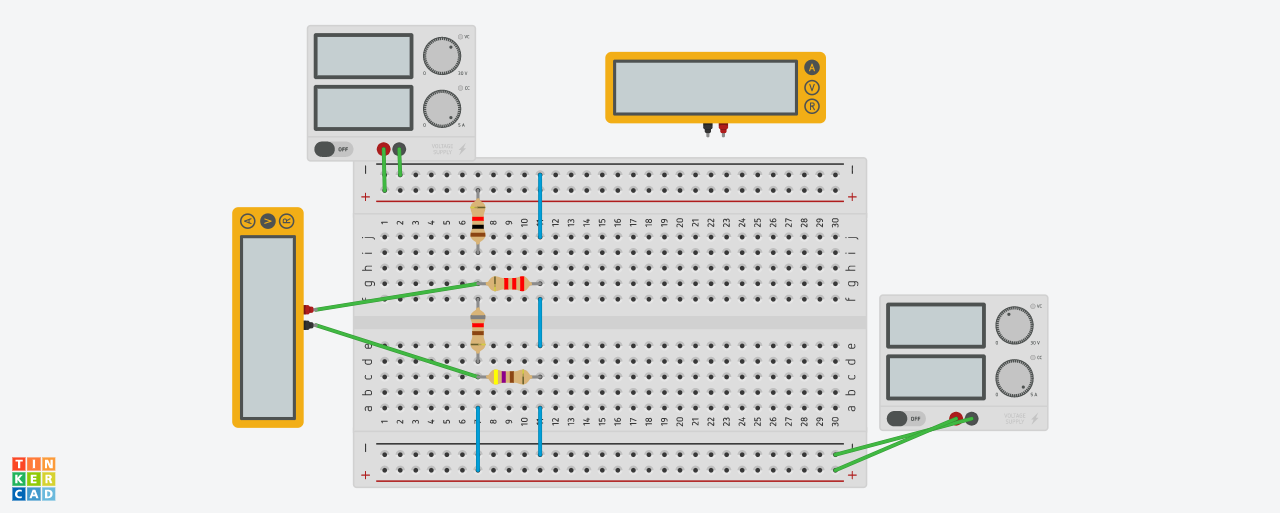 VC
0 30 V
CC
0 5 A
OFF
VOLTAGE
SUPPLY
A
V
R
A V R
− −
+ +
1 2 3 4 5 6 8 9 10 11 12 13 14 15 16 17 18 19 20 21 22 23 24 25 26 27 28 29 30
j j
i i
h h
g g
f f
e e
d d
c c
b b
a a
1 2 3 4 5 6 7 8 9 10 11 12 13 14 15 16 17 18 19 20 21 22 23 24 25 26 27 28 29 30
− −
+ +
VC
0 30 V
CC
0 5 A
OFF
VOLTAGE
SUPPLY
TIN
KER
CAD